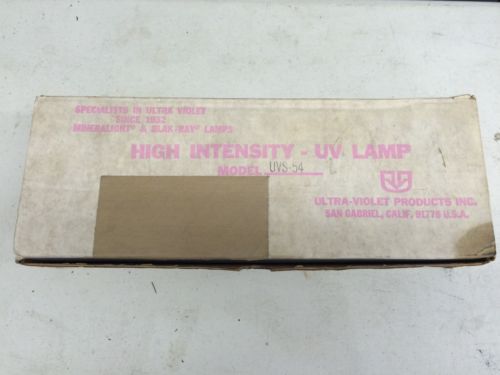 SPECIALISTS IN ULTRA VIOLET
SINCE 1932
MINERALIGHT® & BLAK-RAY® LAMPS
HIGH INTENSITY - UV LAMP
MODEL UVS-54
ULTRA-VIOLET PRODUCTS INC.
SAN GABRIEL, CALIF. 91778 U.S.A.